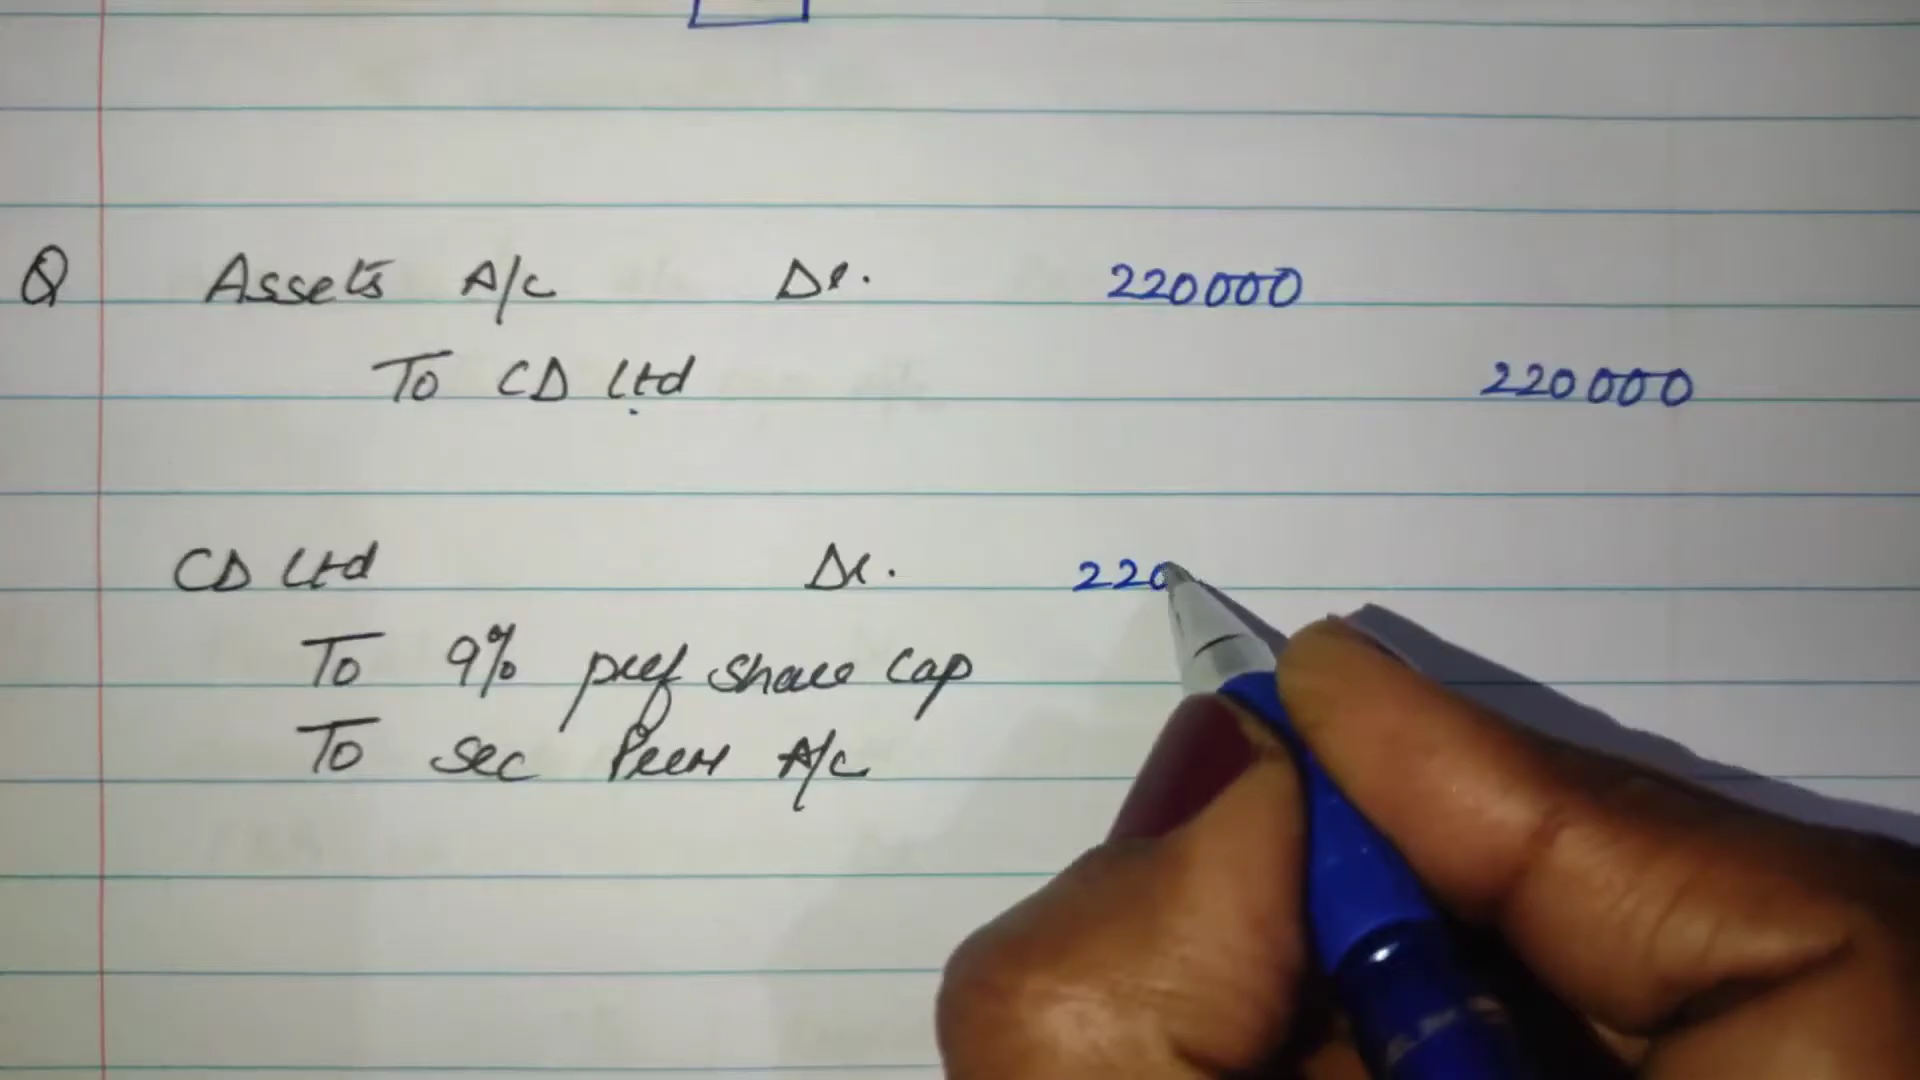 Q Assets A/c Dr. 220000
To CD Ltd 220000
CD Ltd Dr. 220
To 9% pref share cap
To sec Prem A/c